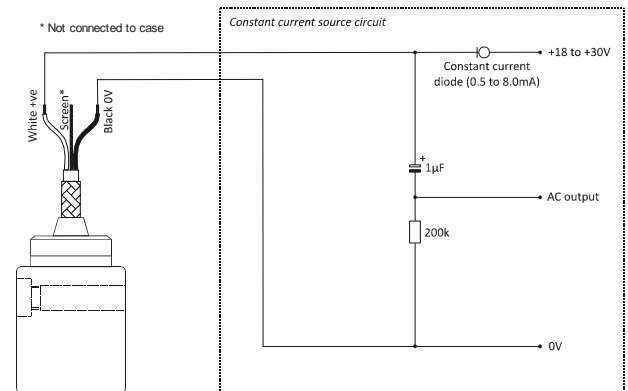 * Not connected to case
Constant current source circuit
+18 to +30V
Constant current
diode (0.5 to 8.0mA)
White +ve
Screen*
Black 0V
+
1µF
AC output
200k
0V